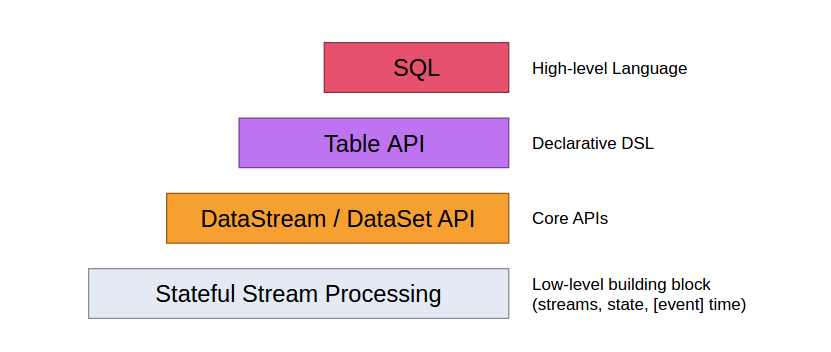 SQL
High-level Language
Table API
Declarative DSL
DataStream / DataSet API
Core APIs
Stateful Stream Processing
Low-level building block
(streams, state, [event] time)